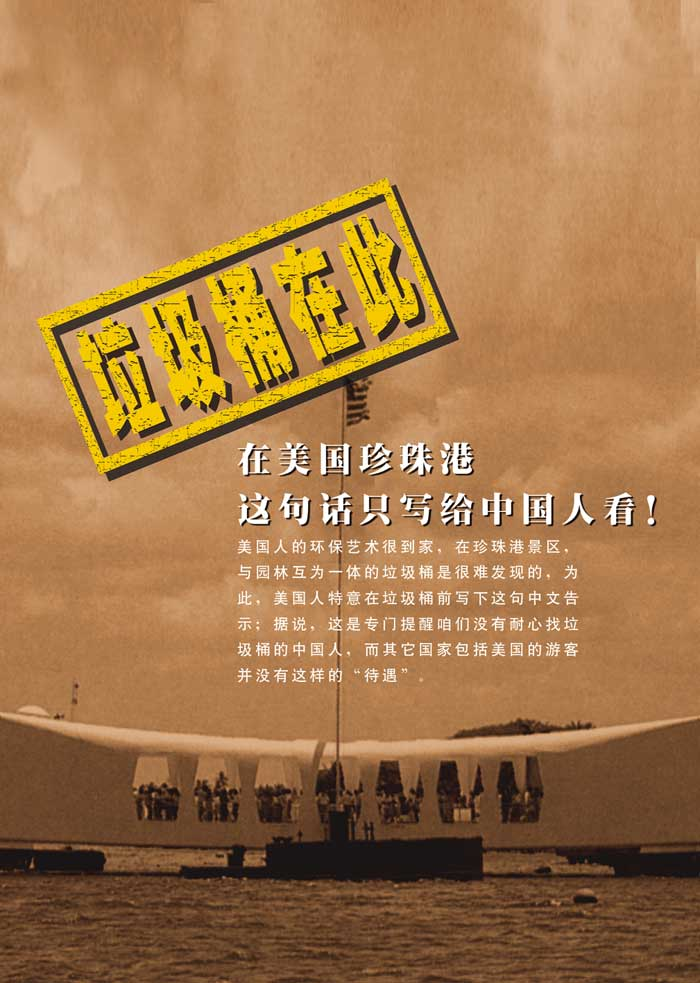 垃圾桶在此
在美国珍珠港
这句话只写给中国人看！
美国人的环保艺术很到家，在珍珠港景区，
与园林互为一体的垃圾桶是很难发现的，为
此，美国人特意在垃圾桶前写下这句中文告
示；据说，这是专门提醒咱们没有耐心找垃
圾桶的中国人，而其它国家包括美国的游客
并没有这样的“待遇”。